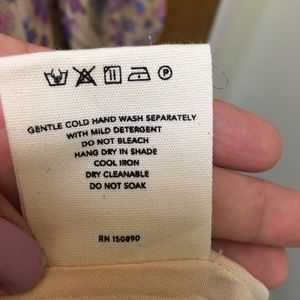 GENTLE COLD HAND WASH SEPARATELY
WITH MILD DETERGENT
DO NOT BLEACH
HANG DRY IN SHADE
COOL IRON
DRY CLEANABLE
DO NOT SOAK
RN 150890